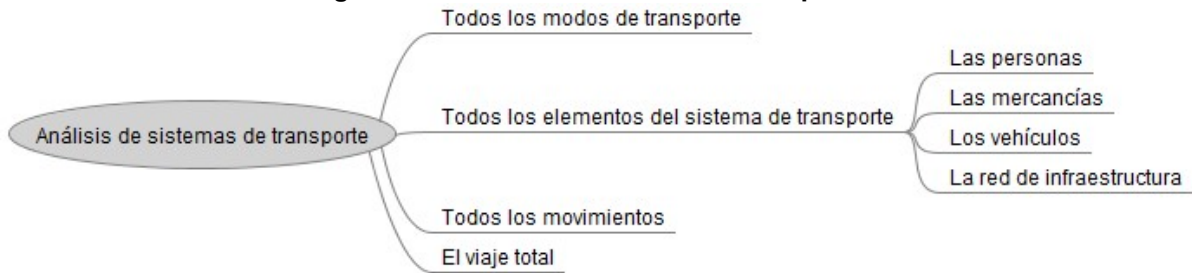 Todos los modos de transporte
Las personas
Las mercancías
Análisis de sistemas de transporte
Todos los elementos del sistema de transporte
Los vehículos
La red de infraestructura
Todos los movimientos
El viaje total